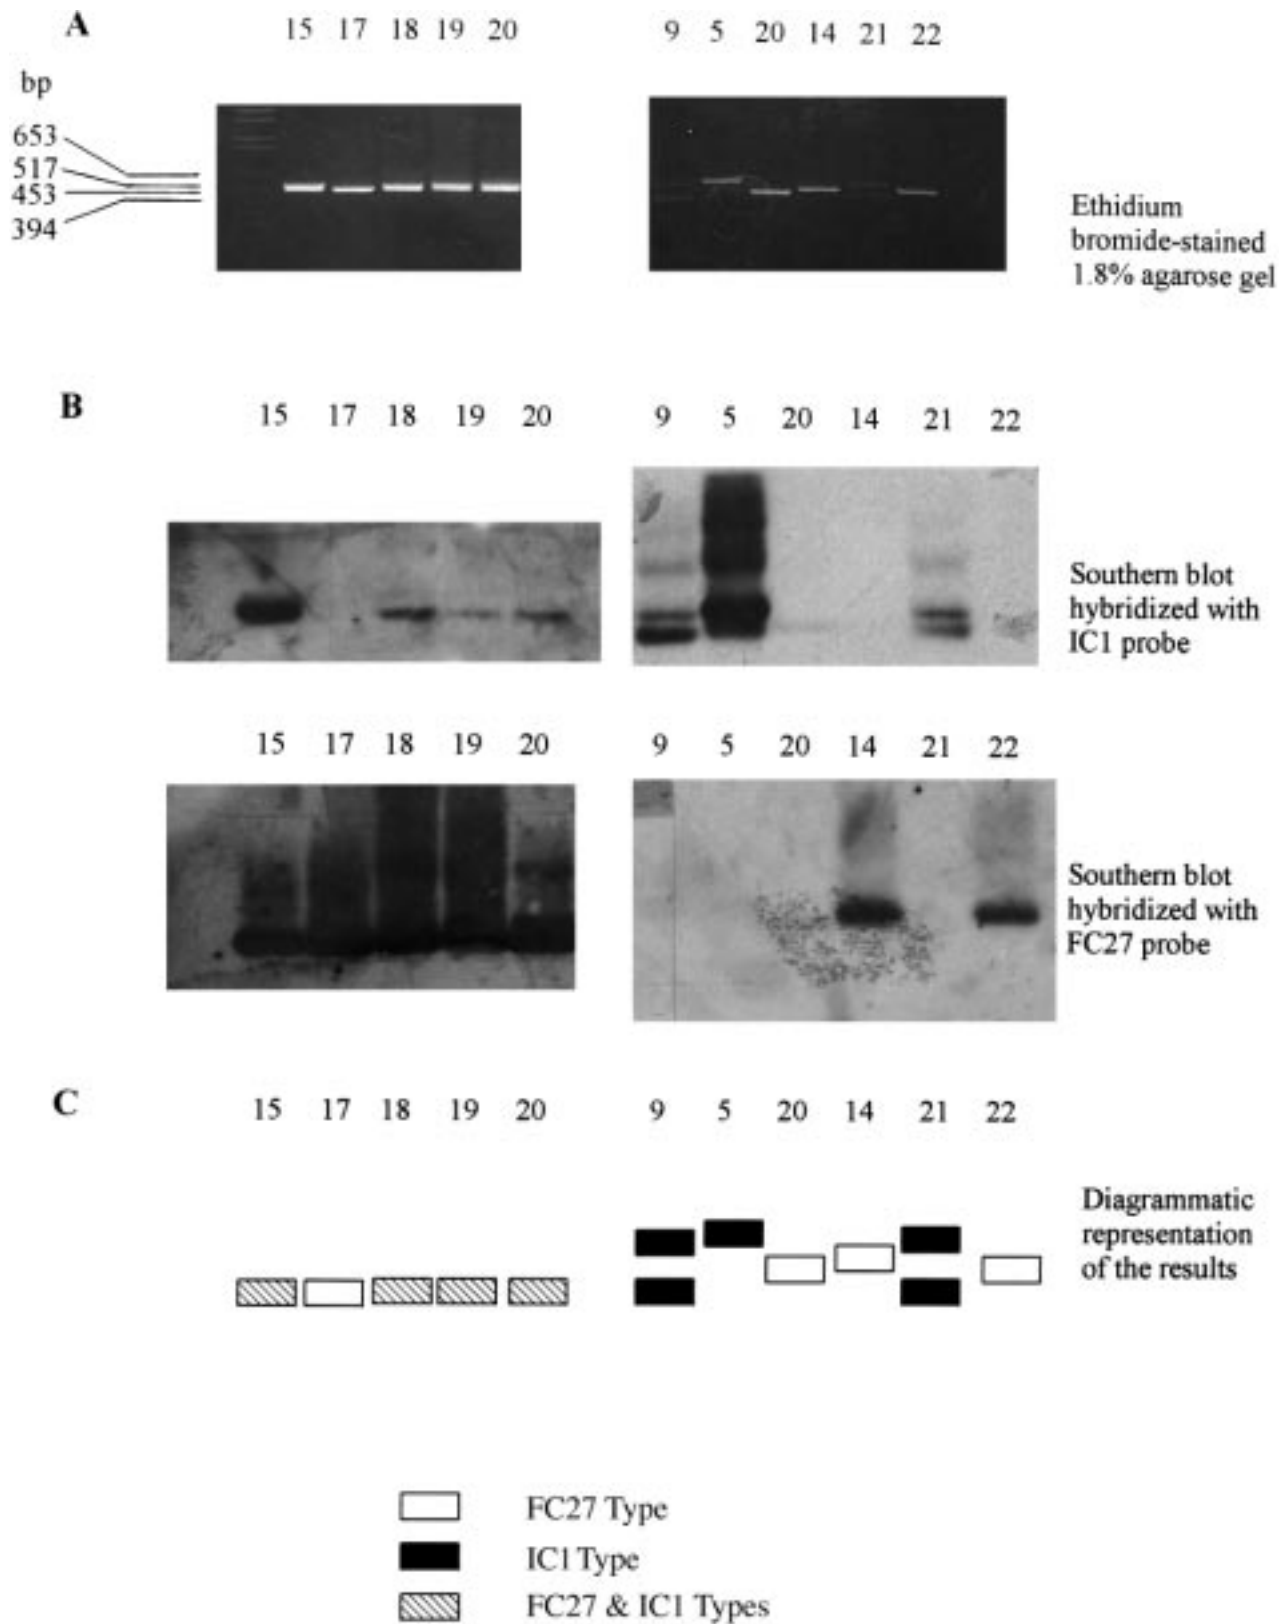 A
15 17 18 19 20
9 5 20 14 21 22
bp
653
517
453
394
Ethidium
bromide-stained
1.8% agarose gel
B
15 17 18 19 20
9 5 20 14 21 22
Southern blot
hybridized with
IC1 probe
15 17 18 19 20
9 5 20 14 21 22
Southern blot
hybridized with
FC27 probe
C
15 17 18 19 20
9 5 20 14 21 22
Diagrammatic
representation
of the results
FC27 Type
IC1 Type
FC27 & IC1 Types